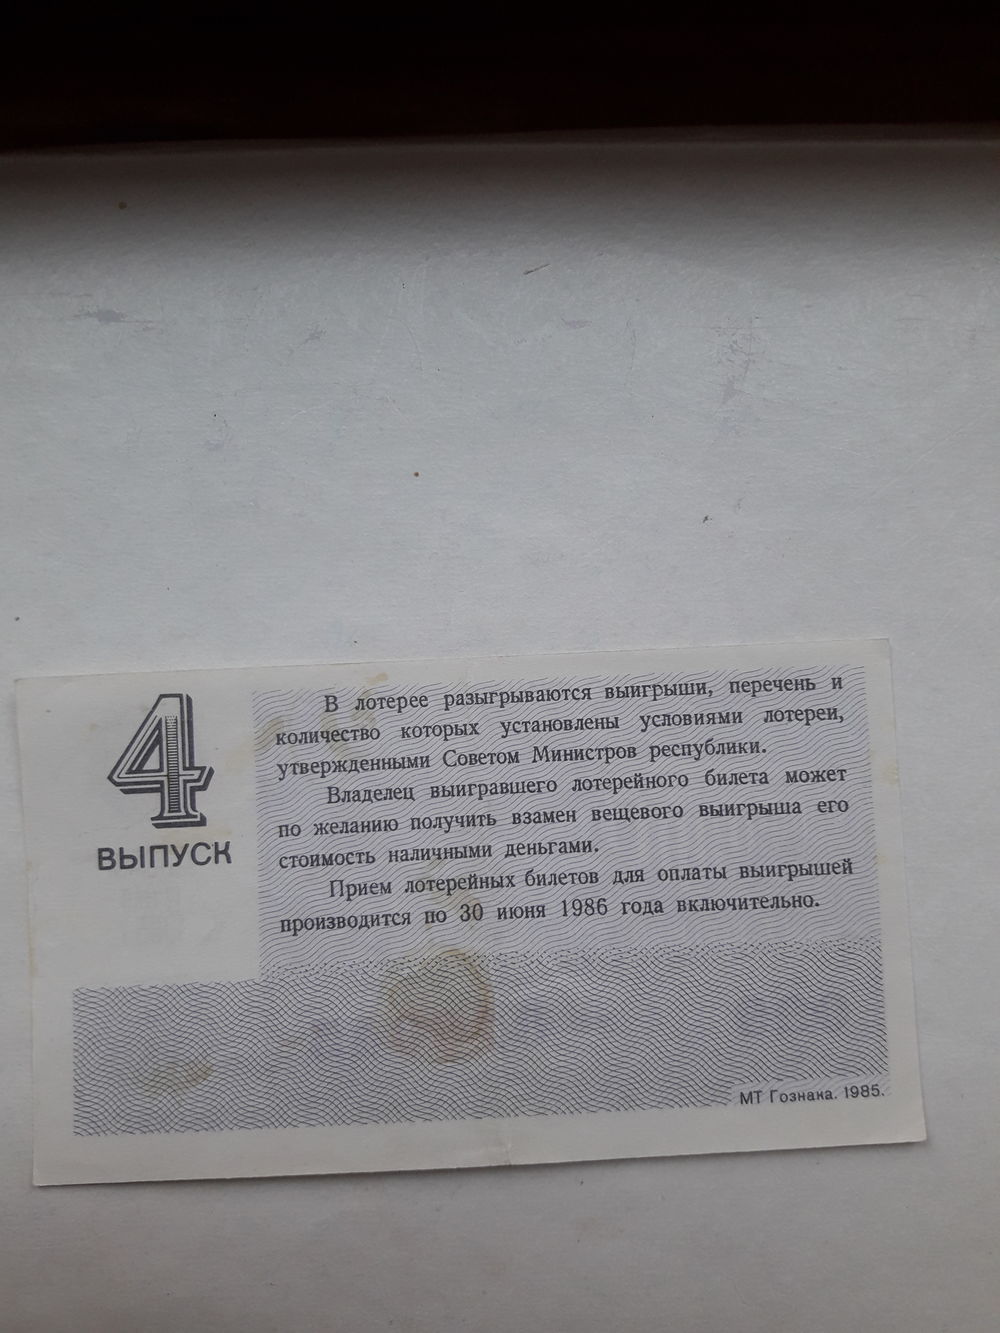 4
ВЫПУСК
В лотерее разыгрываются выигрыши, перечень и
количество которых установлены условиями лотереи,
утвержденными Советом Министров республики.
Владелец выигравшего лотерейного билета может
по желанию получить взамен вещевого выигрыша его
стоимость наличными деньгами.
Прием лотерейных билетов для оплаты выигрышей
производится по 30 июня 1986 года включительно.
МТ Гознака. 1985.